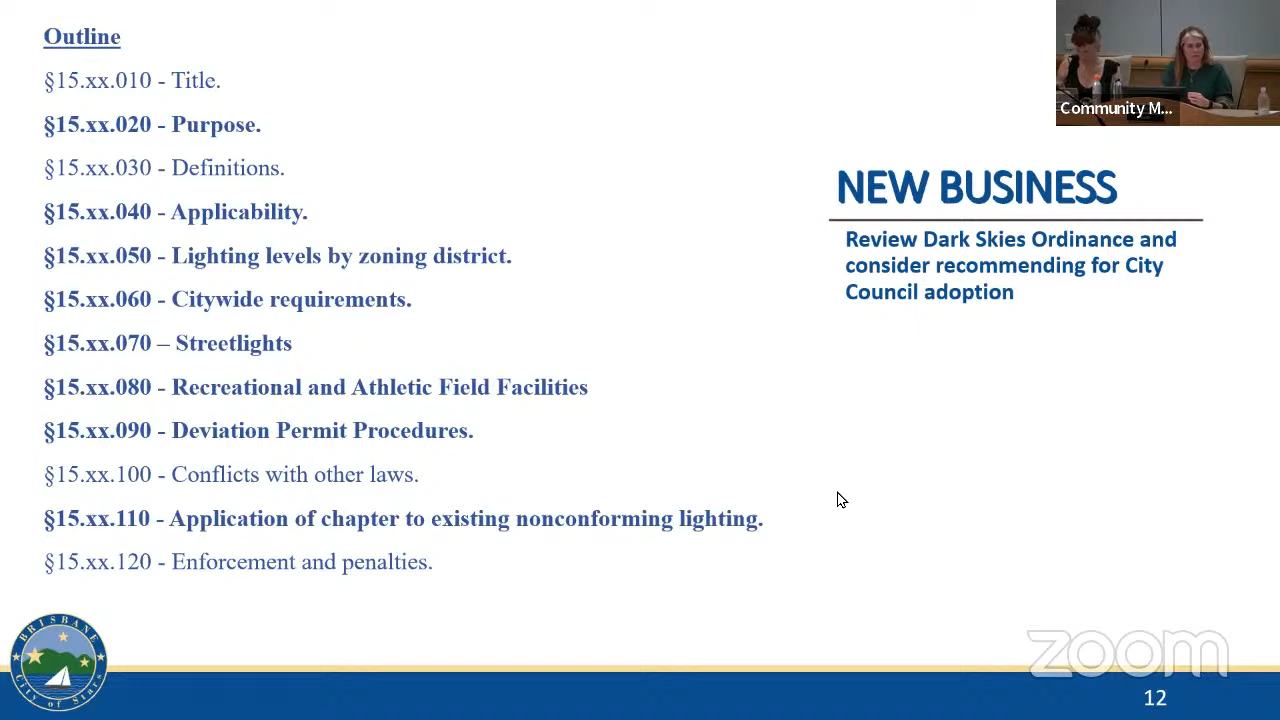 Outline
§15.xx.010 - Title.
§15.xx.020 - Purpose.
§15.xx.030 - Definitions.
§15.xx.040 - Applicability.
§15.xx.050 - Lighting levels by zoning district.
§15.xx.060 - Citywide requirements.
§15.xx.070 – Streetlights
§15.xx.080 - Recreational and Athletic Field Facilities
§15.xx.090 - Deviation Permit Procedures.
§15.xx.100 - Conflicts with other laws.
§15.xx.110 - Application of chapter to existing nonconforming lighting.
§15.xx.120 - Enforcement and penalties.
Community M...
NEW BUSINESS
Review Dark Skies Ordinance and
consider recommending for City
Council adoption
BRISBANE
City of Stars
zoom
12